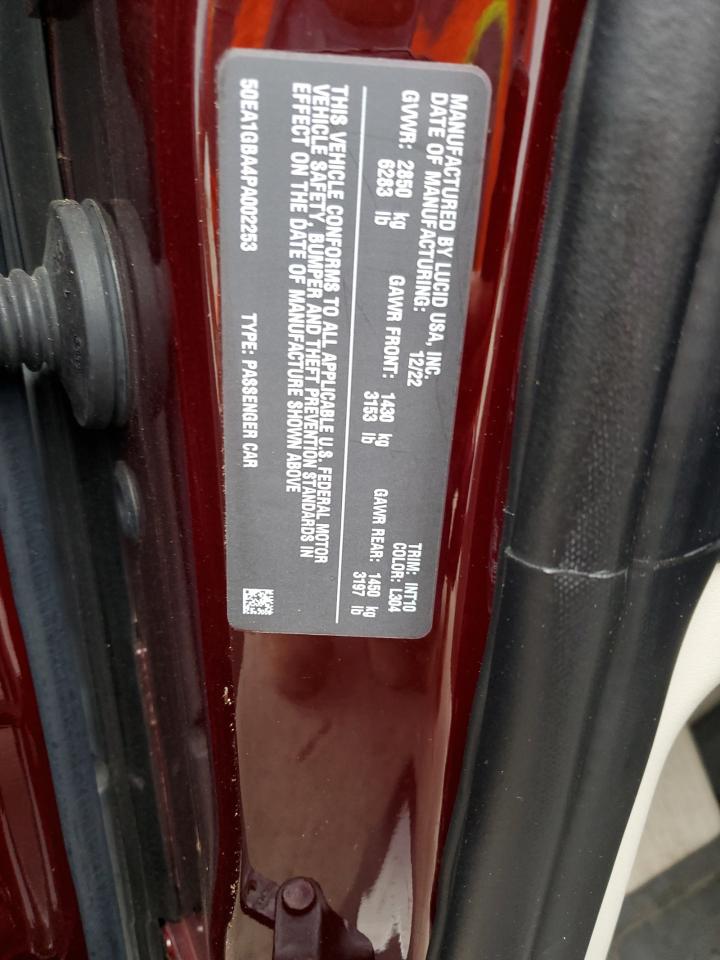 MANUFACTURED BY LUCID USA, INC.
DATE OF MANUFACTURING: 12/22
TRIM: INT10
COLOR: L304
GVWR: 2850 kg GAWR FRONT: 1430 kg GAWR REAR: 1450 kg
6283 lb 3153 lb 3197 lb
THIS VEHICLE CONFORMS TO ALL APPLICABLE U.S. FEDERAL MOTOR
VEHICLE SAFETY, BUMPER AND THEFT PREVENTION STANDARDS IN
EFFECT ON THE DATE OF MANUFACTURE SHOWN ABOVE
50EA1GBA4PA002253 TYPE: PASSENGER CAR